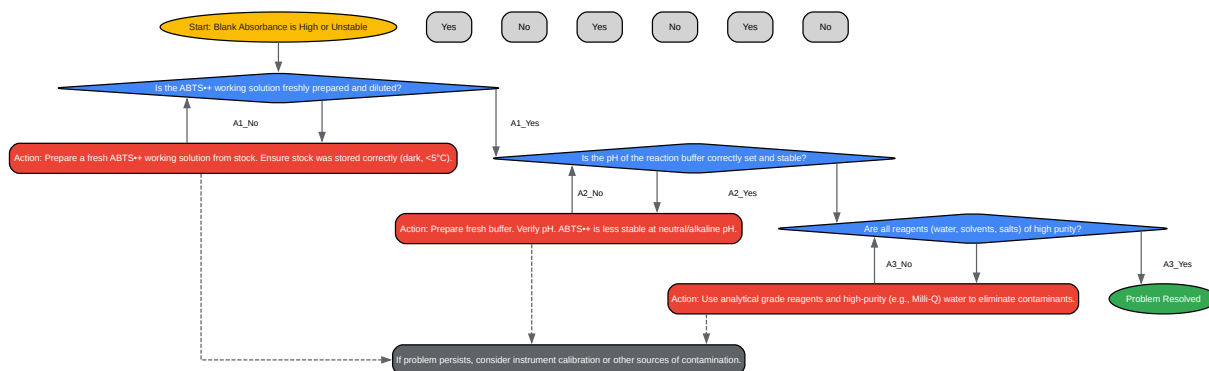 Start: Blank Absorbance is High or Unstable
Yes
No
Yes
No
Yes
No
Is the ABTS•+ working solution freshly prepared and diluted?
A1_No
A1_Yes
Action: Prepare a fresh ABTS•+ working solution from stock. Ensure stock was stored correctly (dark, <5°C).
Is the pH of the reaction buffer correctly set and stable?
A2_No
A2_Yes
Action: Prepare fresh buffer. Verify pH. ABTS•+ is less stable at neutral/alkaline pH.
Are all reagents (water, solvents, salts) of high purity?
A3_No
A3_Yes
Action: Use analytical grade reagents and high-purity (e.g., Milli-Q) water to eliminate contaminants.
Problem Resolved
If problem persists, consider instrument calibration or other sources of contamination.